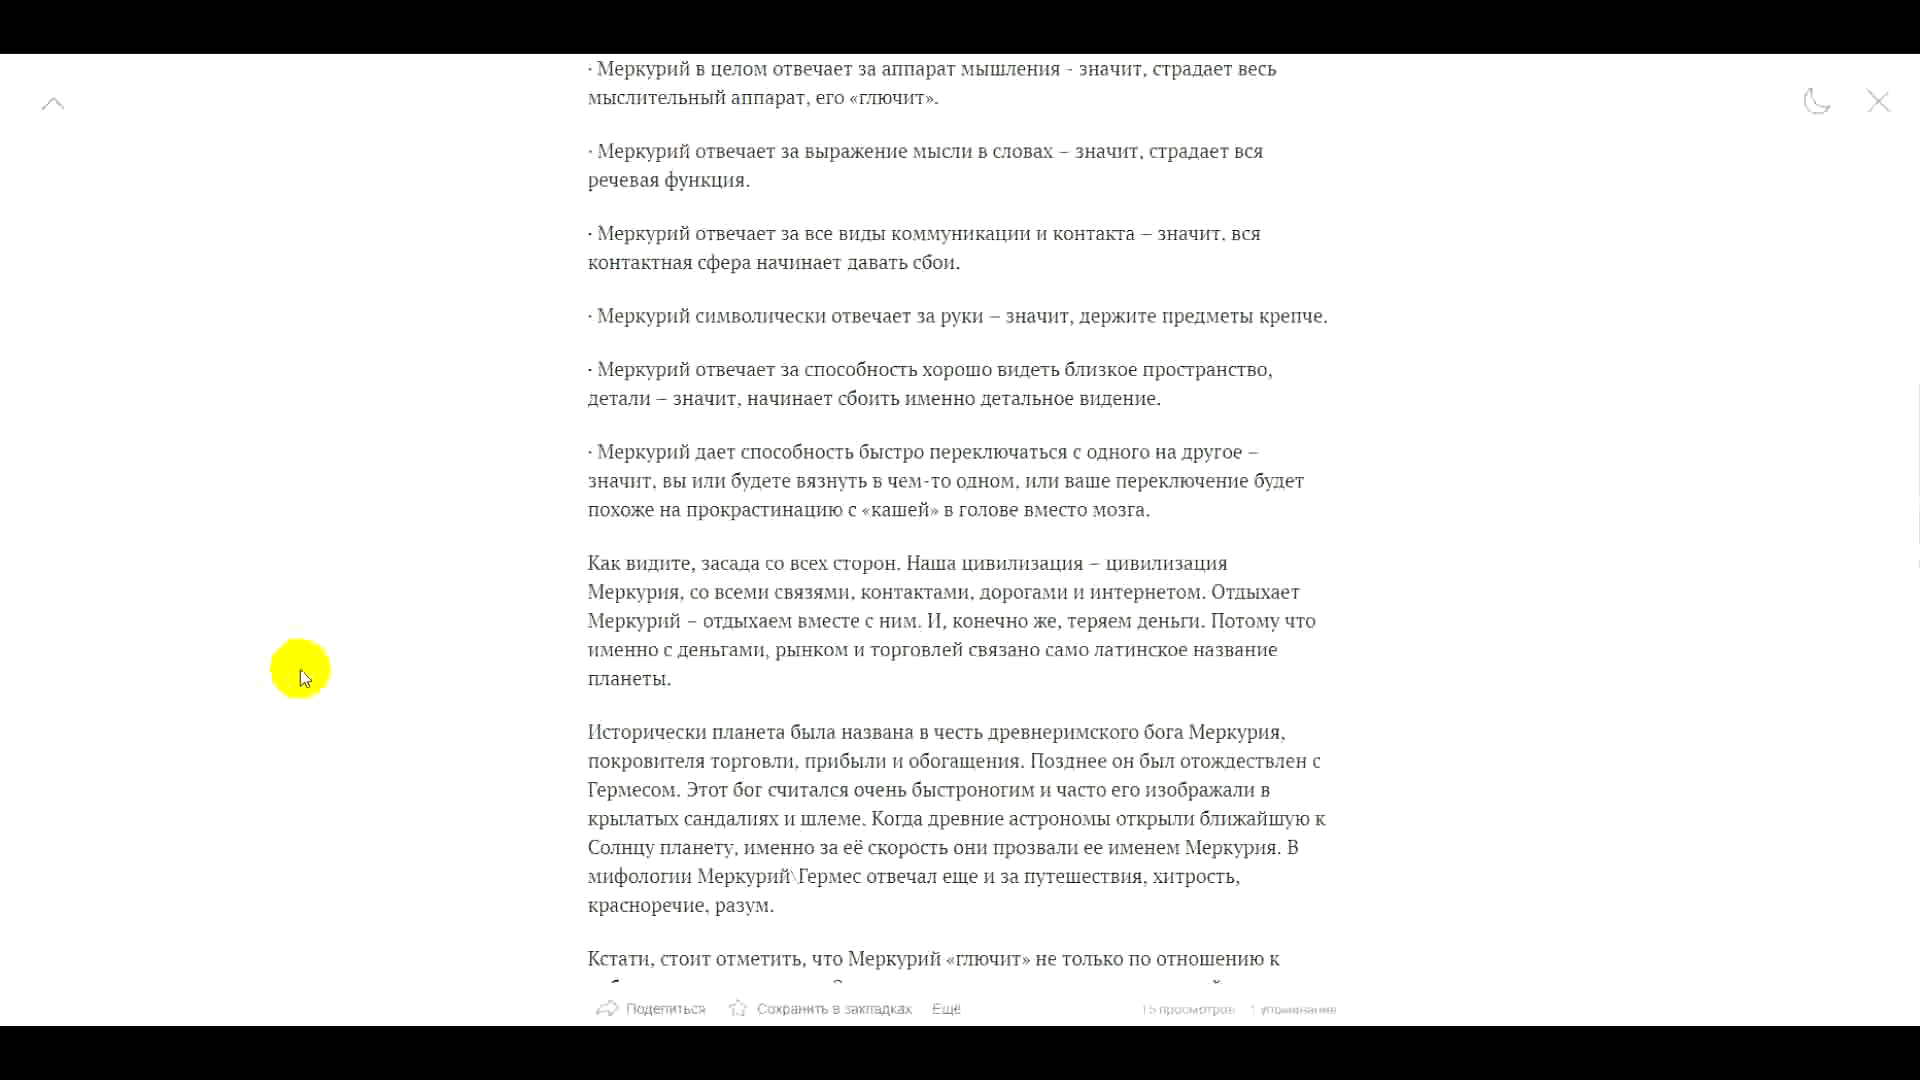 · Меркурий в целом отвечает за аппарат мышления - значит, страдает весь
мыслительный аппарат, его «глючит».
· Меркурий отвечает за выражение мысли в словах – значит, страдает вся
речевая функция.
· Меркурий отвечает за все виды коммуникации и контакта – значит, вся
контактная сфера начинает давать сбои.
· Меркурий символически отвечает за руки – значит, держите предметы крепче.
· Меркурий отвечает за способность хорошо видеть близкое пространство,
детали – значит, начинает сбоить именно детальное видение.
· Меркурий дает способность быстро переключаться с одного на другое –
значит, вы или будете вязнуть в чем-то одном, или ваше переключение будет
похоже на прокрастинацию с «кашей» в голове вместо мозга.
Как видите, засада со всех сторон. Наша цивилизация – цивилизация
Меркурия, со всеми связями, контактами, дорогами и интернетом. Отдыхает
Меркурий – отдыхаем вместе с ним. И, конечно же, теряем деньги. Потому что
именно с деньгами, рынком и торговлей связано само латинское название
планеты.
Исторически планета была названа в честь древнеримского бога Меркурия,
покровителя торговли, прибыли и обогащения. Позднее он был отождествлен с
Гермесом. Этот бог считался очень быстроногим и часто его изображали в
крылатых сандалиях и шлеме. Когда древние астрономы открыли ближайшую к
Солнцу планету, именно за её скорость они прозвали ее именем Меркурия. В
мифологии Меркурий\Гермес отвечал еще и за путешествия, хитрость,
красноречие, разум.
Кстати, стоит отметить, что Меркурий «глючит» не только по отношению к
Поделиться Сохранить в закладках Ещё 15 просмотров 1 упоминание